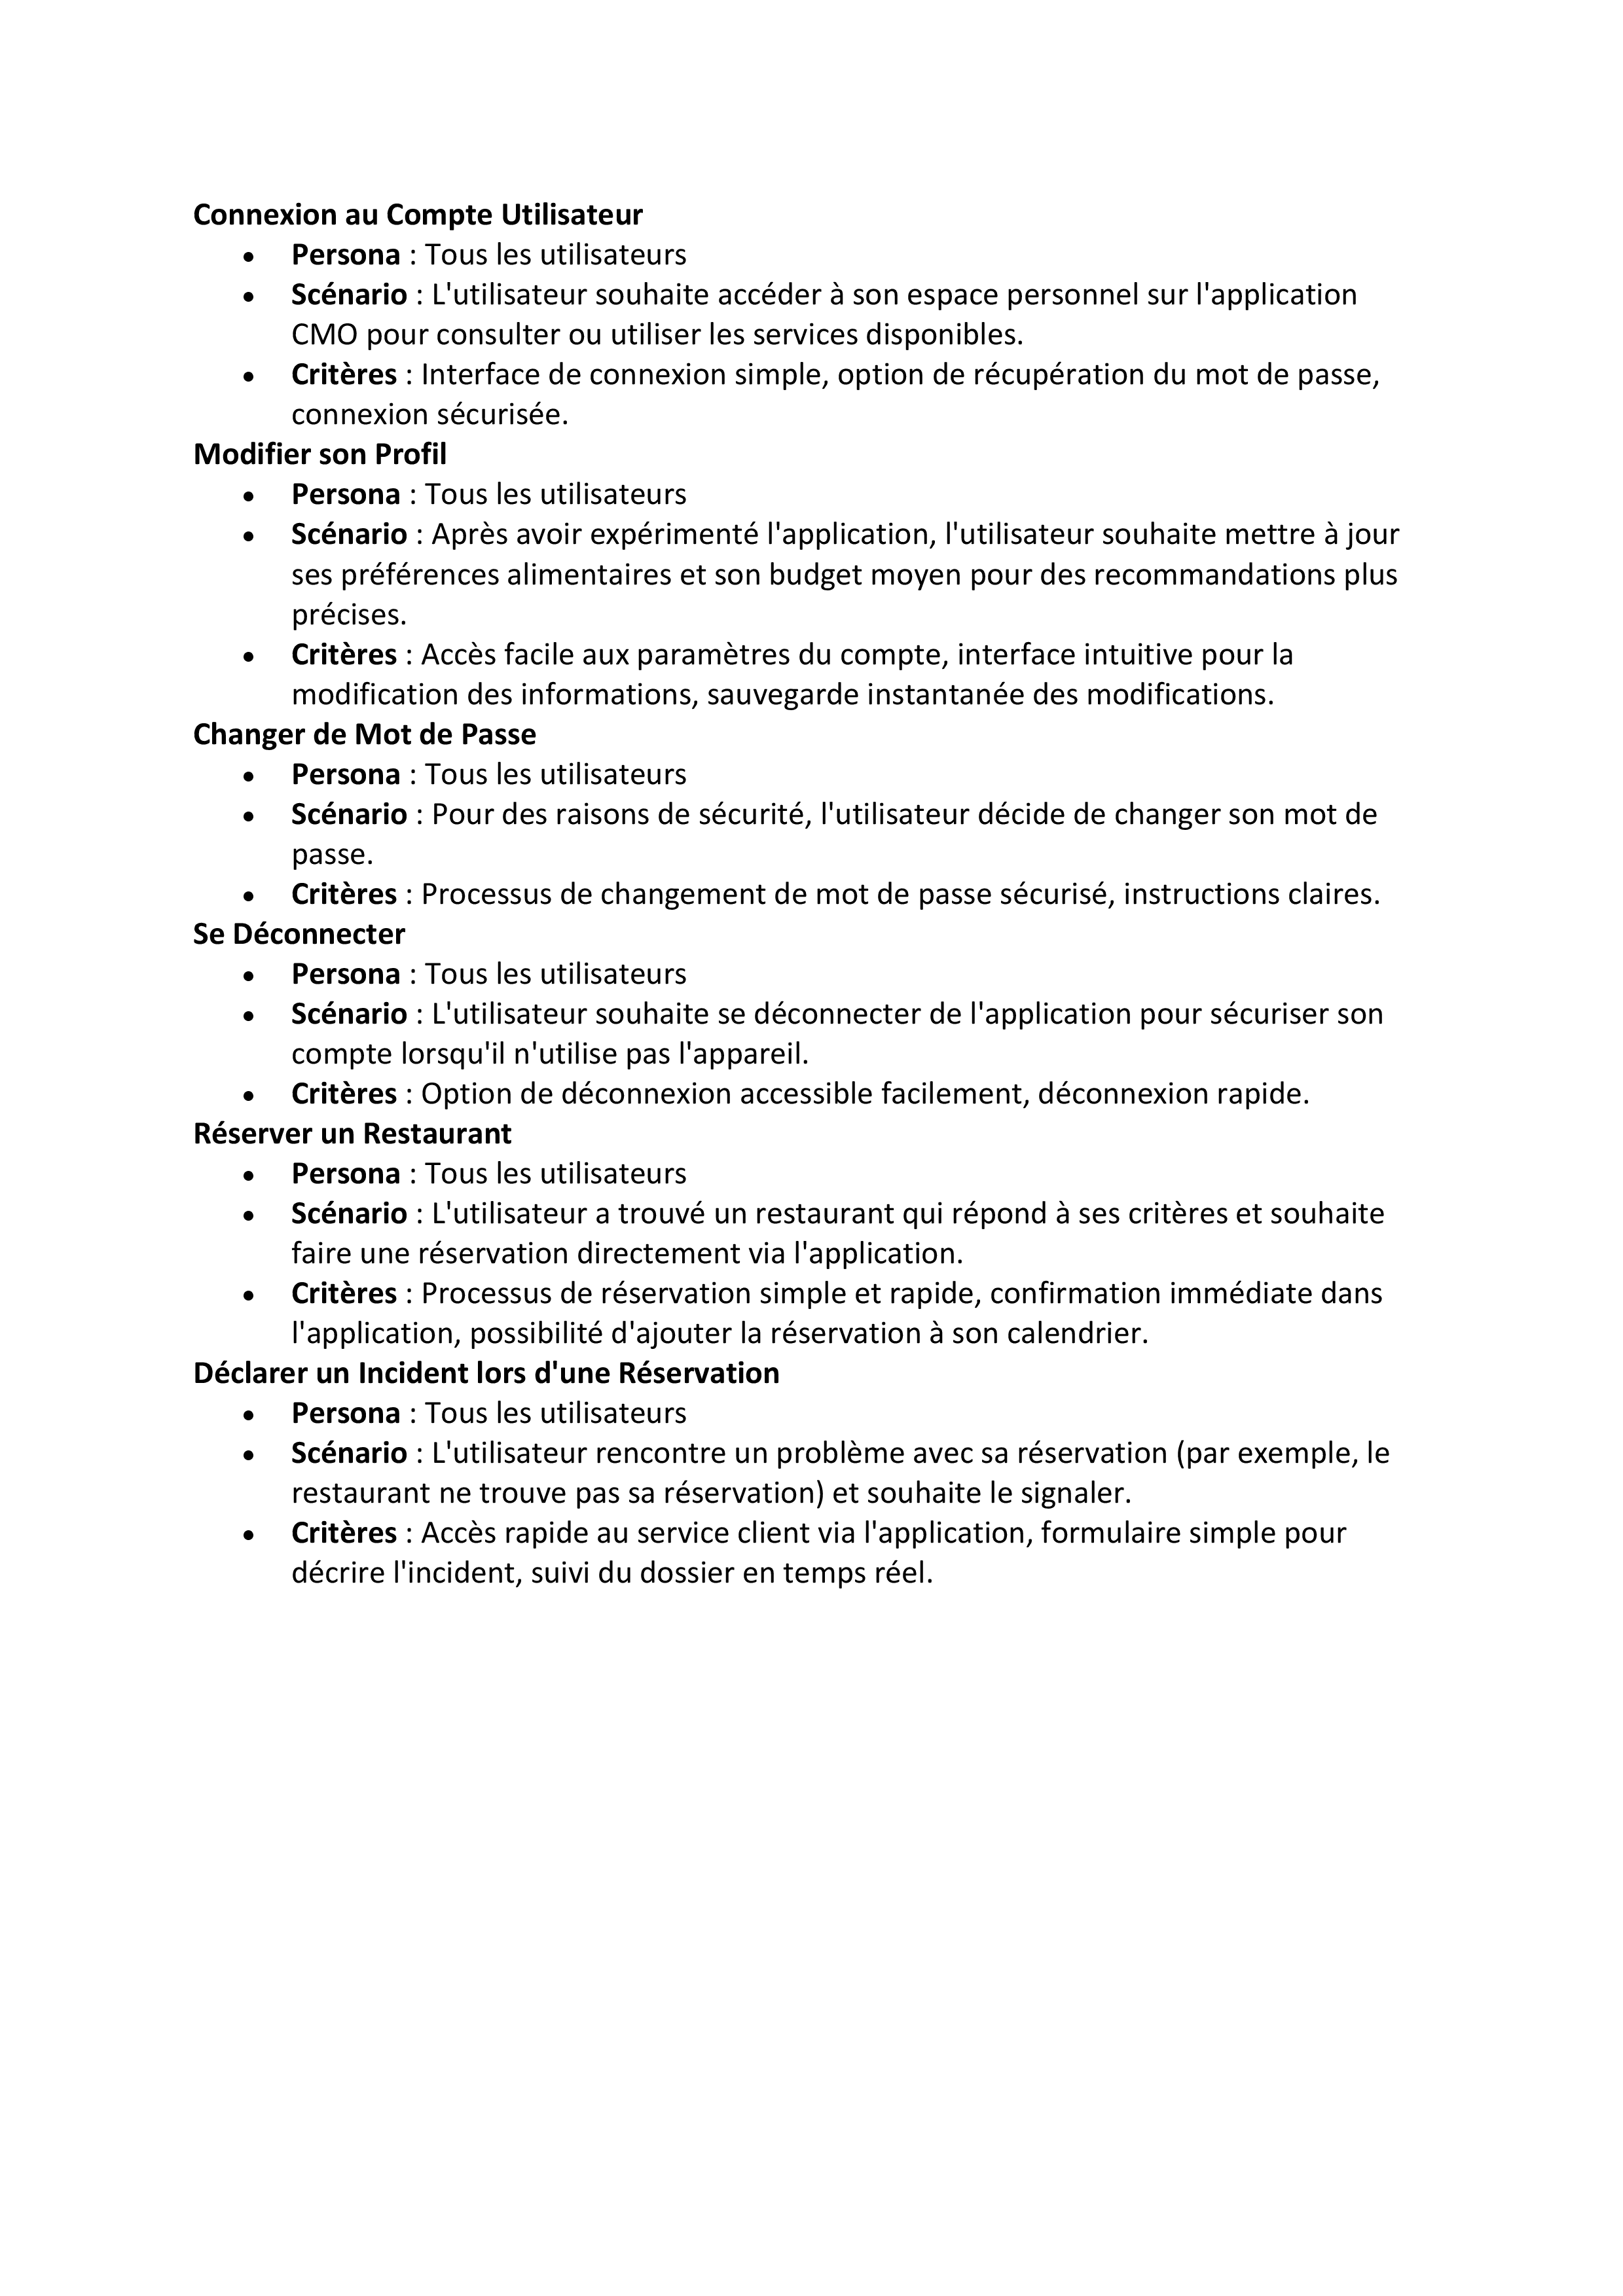 Connexion au Compte Utilisateur
• Persona : Tous les utilisateurs
• Scénario : L'utilisateur souhaite accéder à son espace personnel sur l'application
CMO pour consulter ou utiliser les services disponibles.
• Critères : Interface de connexion simple, option de récupération du mot de passe,
connexion sécurisée.
Modifier son Profil
• Persona : Tous les utilisateurs
• Scénario : Après avoir expérimenté l'application, l'utilisateur souhaite mettre à jour
ses préférences alimentaires et son budget moyen pour des recommandations plus
précises.
• Critères : Accès facile aux paramètres du compte, interface intuitive pour la
modification des informations, sauvegarde instantanée des modifications.
Changer de Mot de Passe
• Persona : Tous les utilisateurs
• Scénario : Pour des raisons de sécurité, l'utilisateur décide de changer son mot de
passe.
• Critères : Processus de changement de mot de passe sécurisé, instructions claires.
Se Déconnecter
• Persona : Tous les utilisateurs
• Scénario : L'utilisateur souhaite se déconnecter de l'application pour sécuriser son
compte lorsqu'il n'utilise pas l'appareil.
• Critères : Option de déconnexion accessible facilement, déconnexion rapide.
Réserver un Restaurant
• Persona : Tous les utilisateurs
• Scénario : L'utilisateur a trouvé un restaurant qui répond à ses critères et souhaite
faire une réservation directement via l'application.
• Critères : Processus de réservation simple et rapide, confirmation immédiate dans
l'application, possibilité d'ajouter la réservation à son calendrier.
Déclarer un Incident lors d'une Réservation
• Persona : Tous les utilisateurs
• Scénario : L'utilisateur rencontre un problème avec sa réservation (par exemple, le
restaurant ne trouve pas sa réservation) et souhaite le signaler.
• Critères : Accès rapide au service client via l'application, formulaire simple pour
décrire l'incident, suivi du dossier en temps réel.